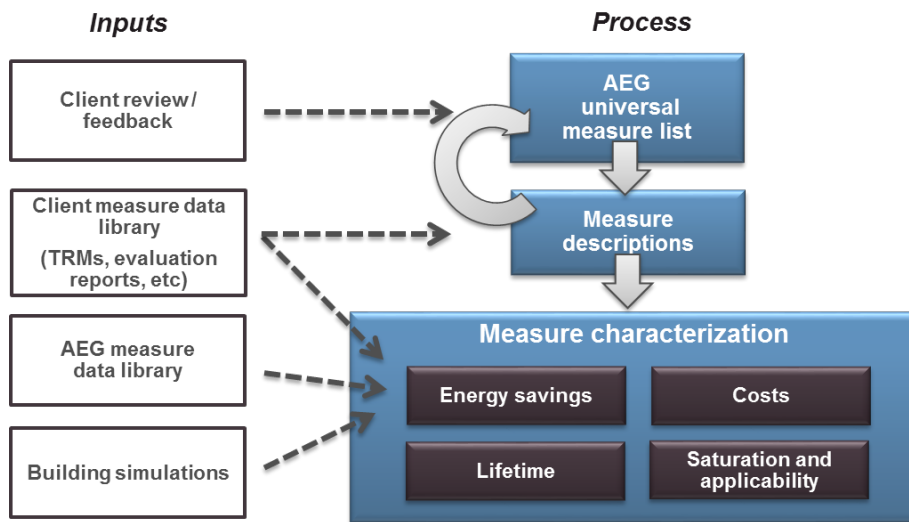 Inputs
Process
Client review /
feedback
AEG
universal
measure list
Client measure data
library
(TRMs, evaluation
reports, etc)
Measure
descriptions
AEG measure
data library
Building simulations
Measure characterization
Energy savings
Costs
Lifetime
Saturation and
applicability